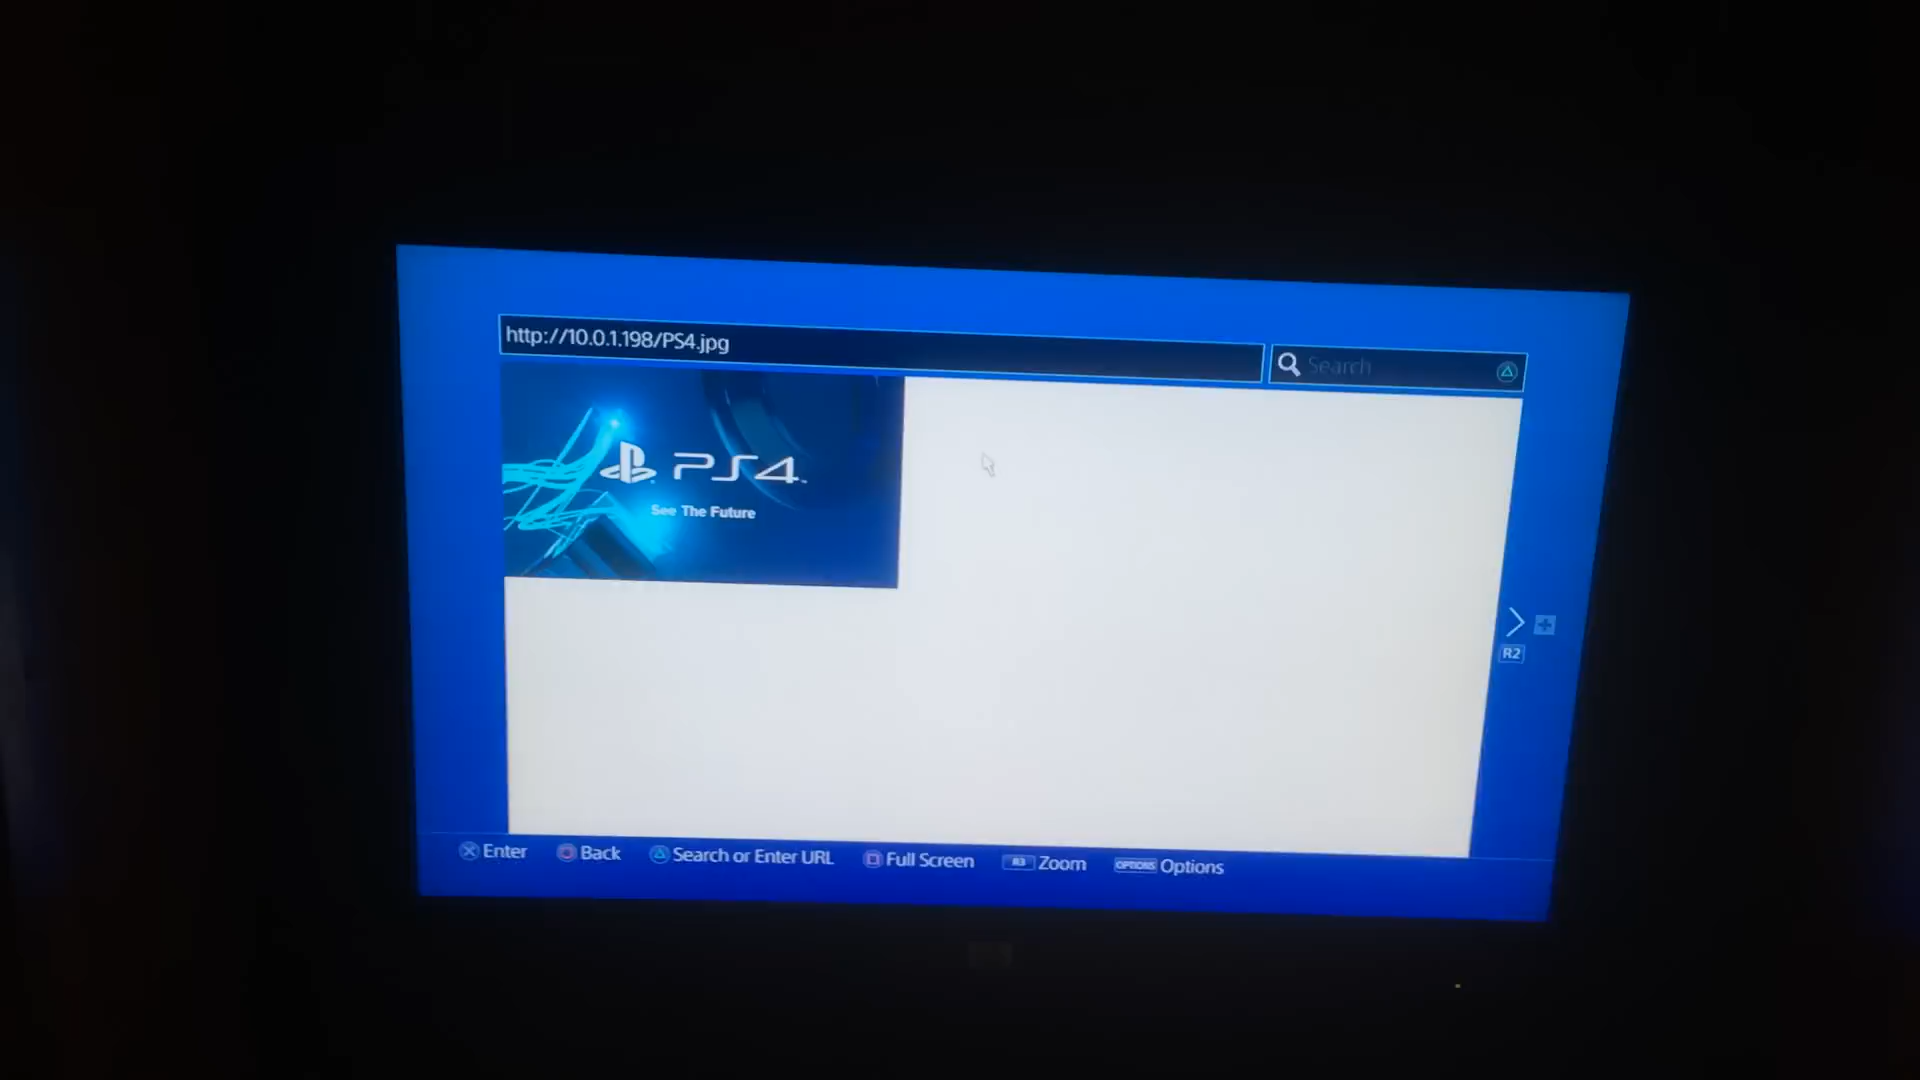 http://10.0.1.198/PS4.jpg
Search
PS4
See The Future
R2
Enter Back Search or Enter URL R3 Zoom Full Screen OPTIONS Options